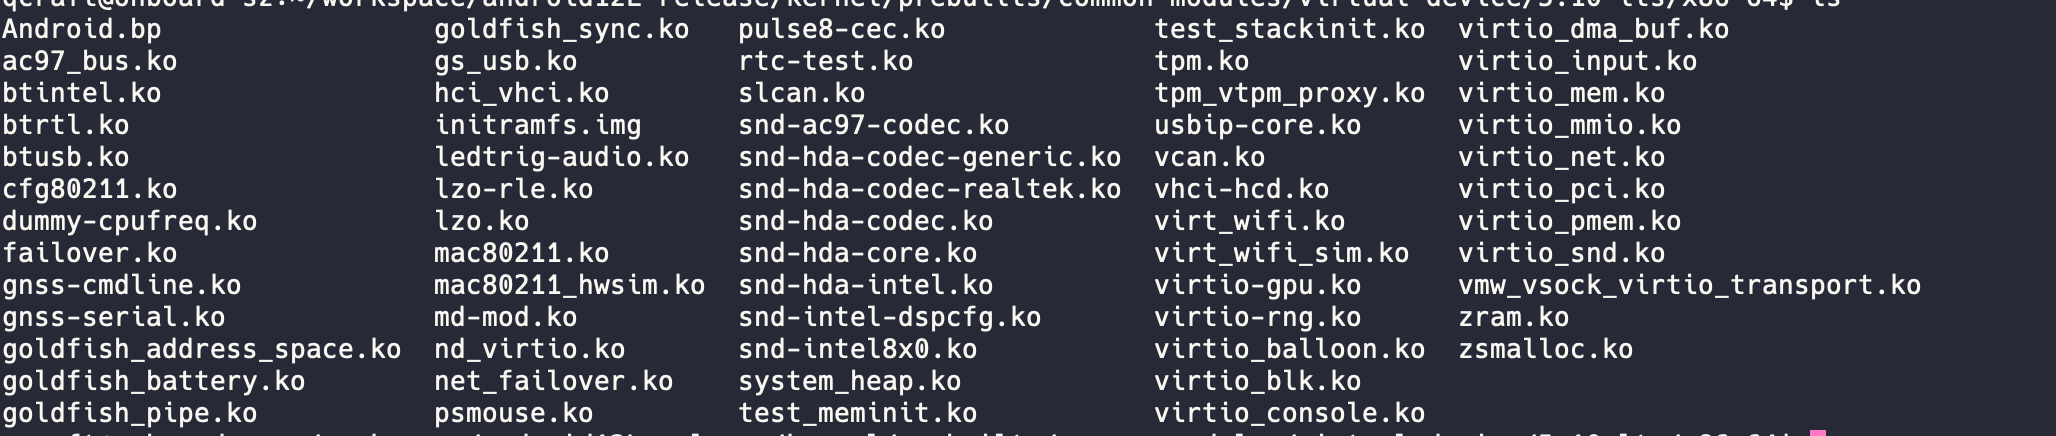 Android.bp goldfish_sync.ko pulse8-cec.ko test_stackinit.ko virtio_dma_buf.ko
ac97_bus.ko gs_usb.ko rtc-test.ko tpm.ko virtio_input.ko
btintel.ko hci_vhci.ko slcan.ko tpm_vtpm_proxy.ko virtio_mem.ko
btrtl.ko initramfs.img snd-ac97-codec.ko usbip-core.ko virtio_mmio.ko
btusb.ko ledtrig-audio.ko snd-hda-codec-generic.ko vcan.ko virtio_net.ko
cfg80211.ko lzo-rle.ko snd-hda-codec-realtek.ko vhci-hcd.ko virtio_pci.ko
dummy-cpufreq.ko lzo.ko snd-hda-codec.ko virt_wifi.ko virtio_pmem.ko
failover.ko mac80211.ko snd-hda-core.ko virt_wifi_sim.ko virtio_snd.ko
gnss-cmdline.ko mac80211_hwsim.ko snd-hda-intel.ko virtio-gpu.ko vmw_vsock_virtio_transport.ko
gnss-serial.ko md-mod.ko snd-intel-dspcfg.ko virtio-rng.ko zram.ko
goldfish_address_space.ko nd_virtio.ko snd-intel8x0.ko virtio_balloon.ko zsmalloc.ko
goldfish_battery.ko net_failover.ko system_heap.ko virtio_blk.ko
goldfish_pipe.ko psmouse.ko test_meminit.ko virtio_console.ko